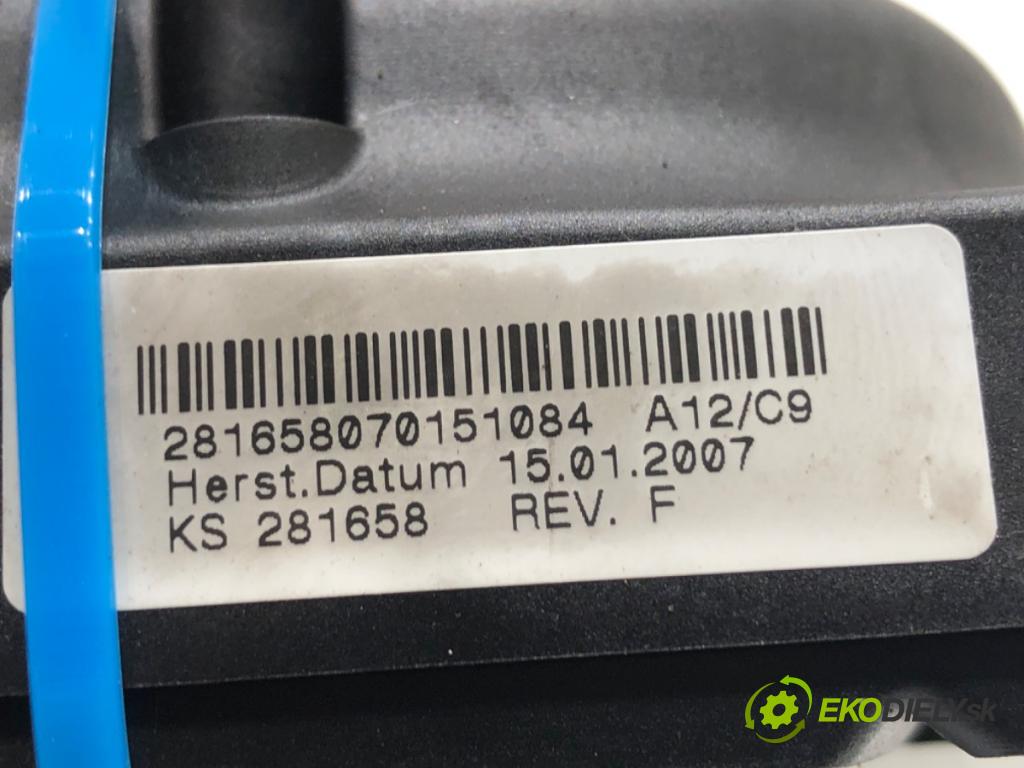 281658070151084 A12/C9
Herst.Datum 15.01.2007
KS 281658 REV. F
EKODIELY.sk